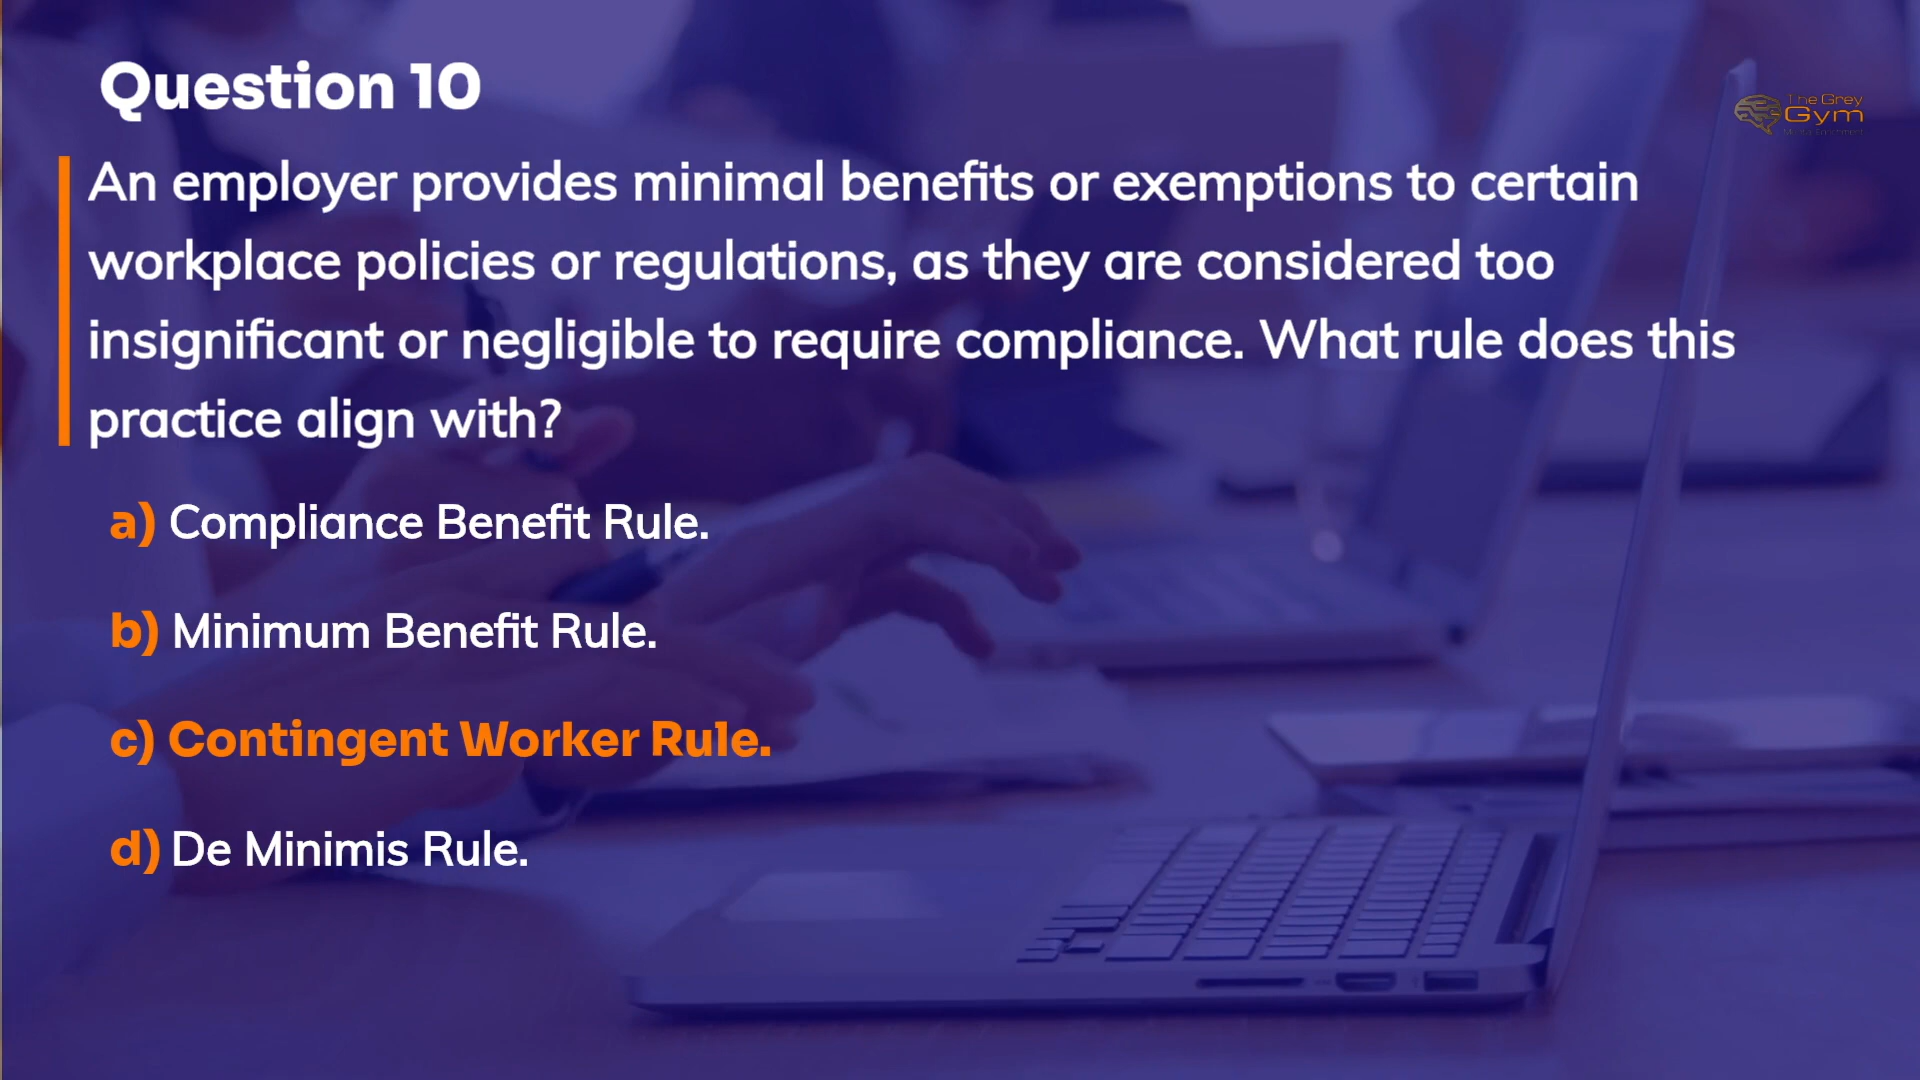 Question 10
The Grey
Gym
An employer provides minimal benefits or exemptions to certain
workplace policies or regulations, as they are considered too
insignificant or negligible to require compliance. What rule does this
practice align with?
a) Compliance Benefit Rule.
b) Minimum Benefit Rule.
c) Contingent Worker Rule.
d) De Minimis Rule.